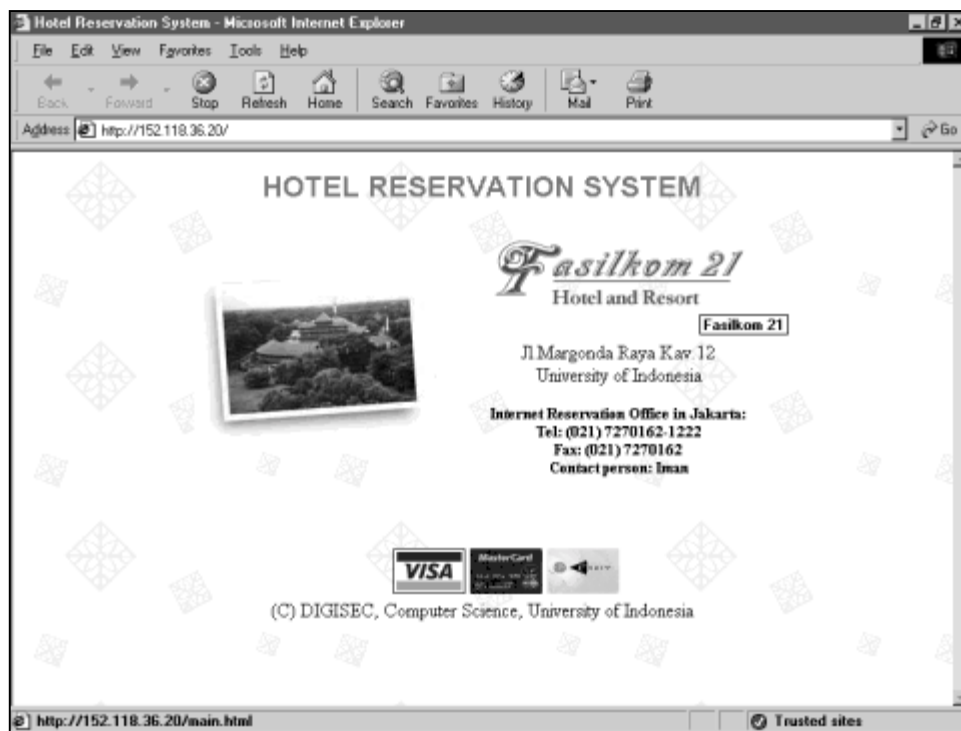 Hotel Reservation System - Microsoft Internet Explorer
File Edit View Favorites Tools Help
Back Forward Stop Refresh Home Search Favorites History Mail Print
Address http://152.118.36.20/ Go
HOTEL RESERVATION SYSTEM
Fasilkom 21
Hotel and Resort
Fasilkom 21
Jl.Margonda Raya Kav.12
University of Indonesia
Internet Reservation Office in Jakarta:
Tel: (021) 7270162-1222
Fax: (021) 7270162
Contact person: Iman
VISA MasterCard
(C) DIGISEC, Computer Science, University of Indonesia
http://152.118.36.20/main.html Trusted sites